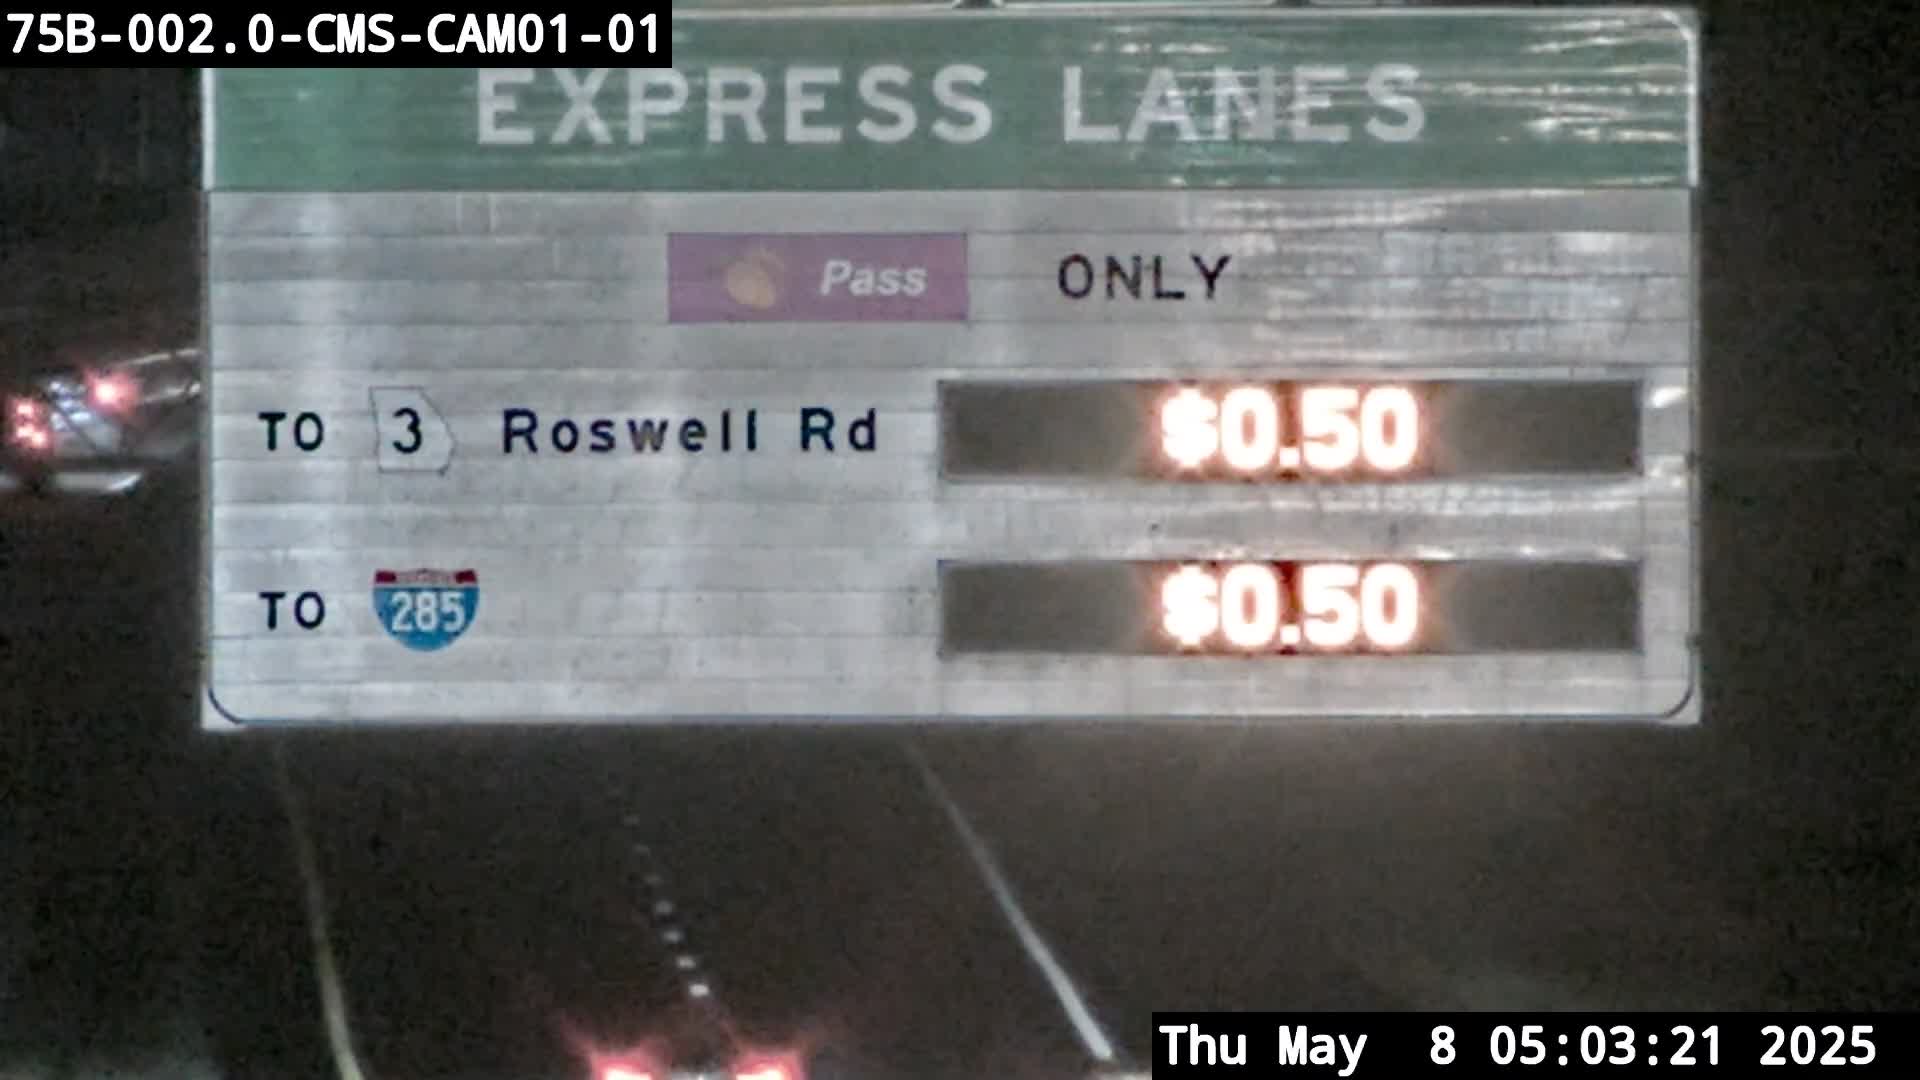 75B-002.0-CMS-CAM01-01
EXPRESS LANES
Pass ONLY
TO 3 Roswell Rd $0.50
TO 285 $0.50
Thu May 8 05:03:21 2025